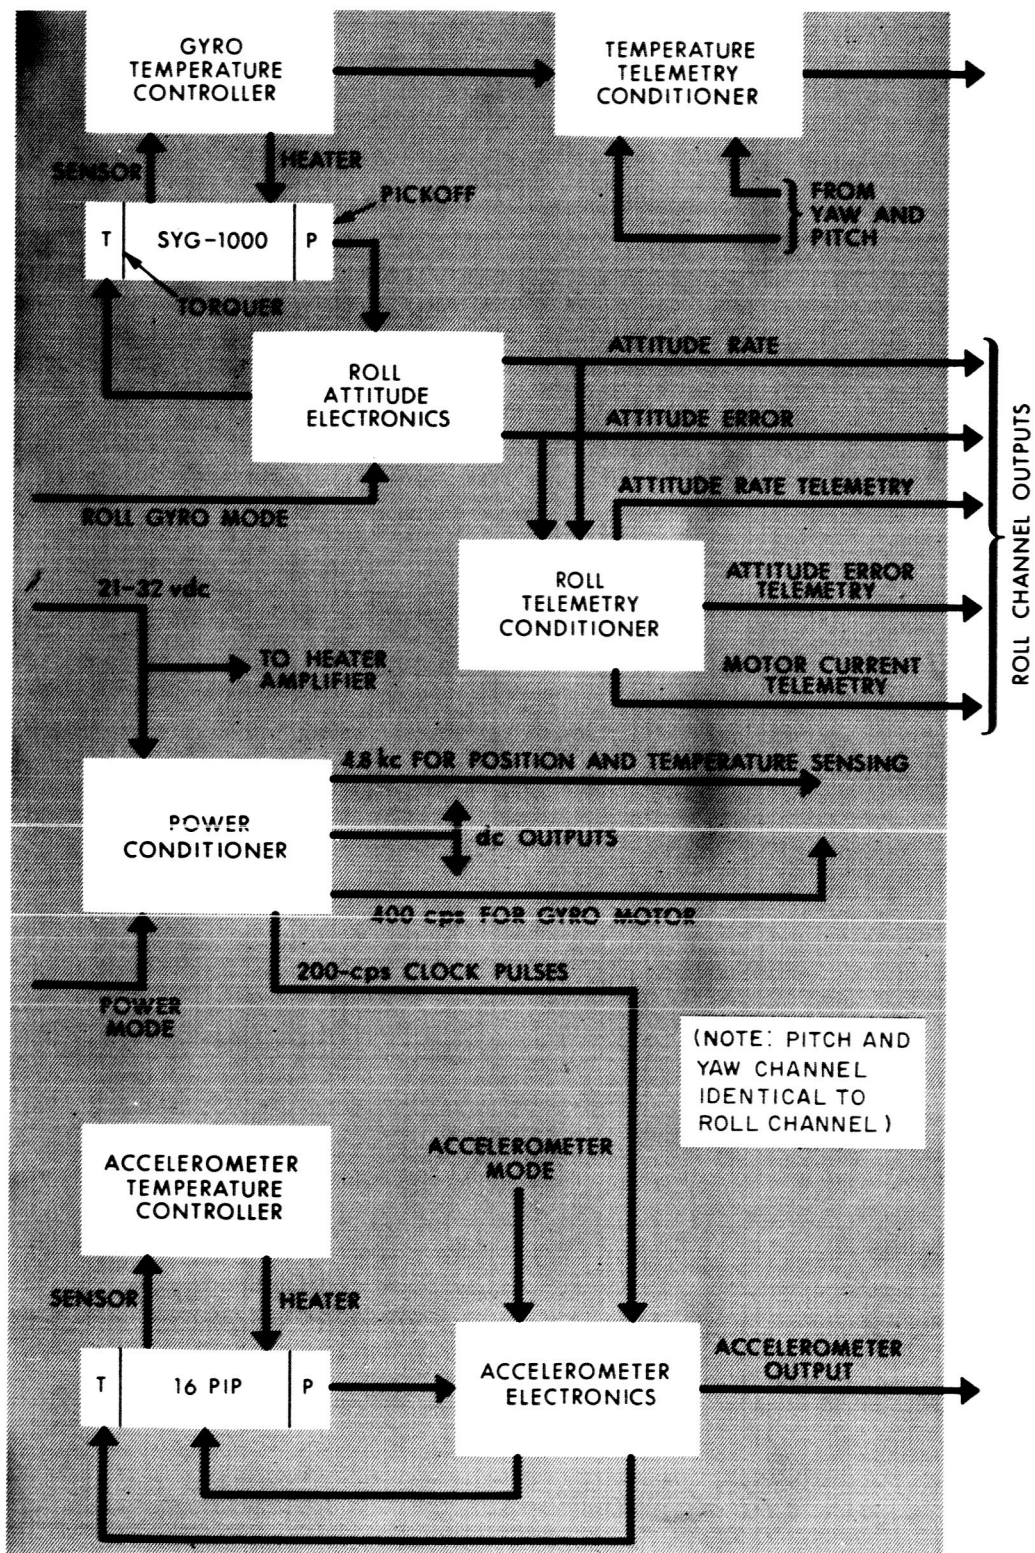 GYRO
TEMPERATURE
CONTROLLER
TEMPERATURE
TELEMETRY
CONDITIONER
SENSOR
HEATER
PICKOFF
FROM
YAW AND
PITCH
T
SYG-1000
P
TORQUER
ROLL
ATTITUDE
ELECTRONICS
ATTITUDE RATE
ATTITUDE ERROR
ATTITUDE RATE TELEMETRY
ROLL GYRO MODE
ROLL
TELEMETRY
CONDITIONER
ATTITUDE ERROR
TELEMETRY
MOTOR CURRENT
TELEMETRY
ROLL CHANNEL OUTPUTS
21-32 vdc
TO HEATER
AMPLIFIER
POWER
CONDITIONER
4.8 kc FOR POSITION AND TEMPERATURE SENSING
dc OUTPUTS
400 cps FOR GYRO MOTOR
200-cps CLOCK PULSES
POWER
MODE
(NOTE: PITCH AND
YAW CHANNEL
IDENTICAL TO
ROLL CHANNEL)
ACCELEROMETER
TEMPERATURE
CONTROLLER
ACCELEROMETER
MODE
SENSOR
HEATER
T
16 PIP
P
ACCELEROMETER
ELECTRONICS
ACCELEROMETER
OUTPUT